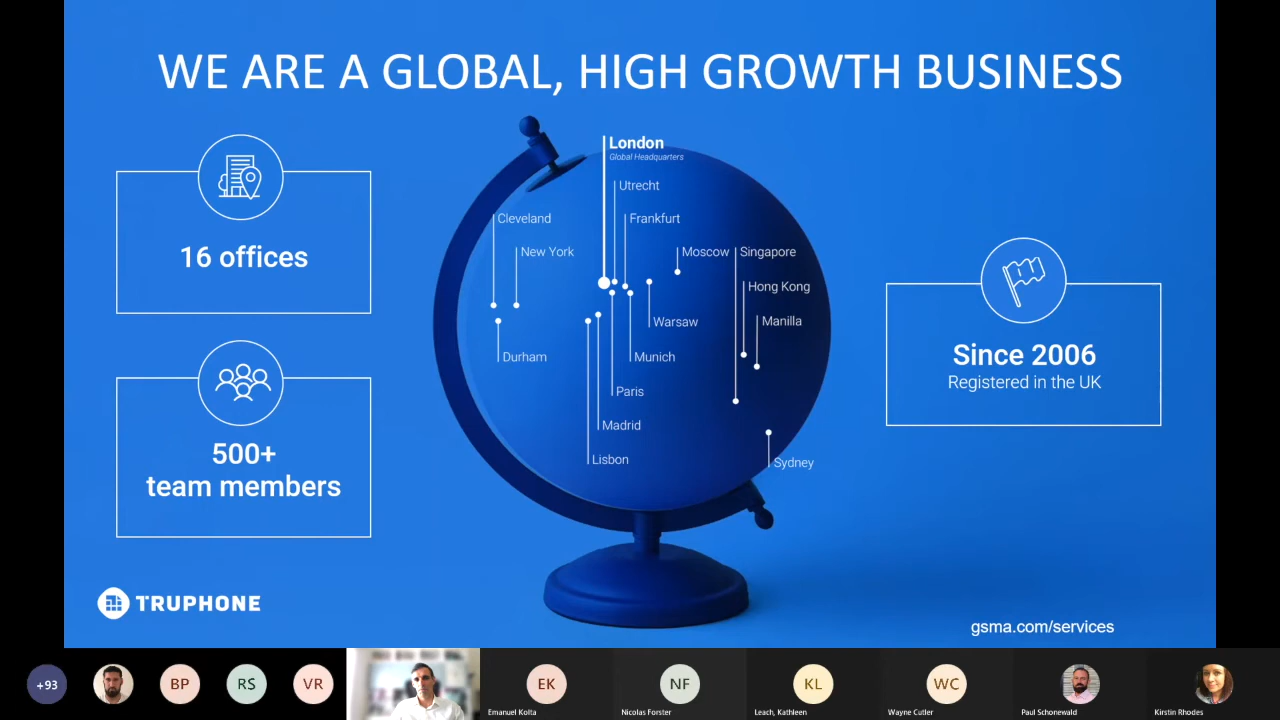 WE ARE A GLOBAL, HIGH GROWTH BUSINESS
16 offices
500+
team members
London
Global Headquarters
Utrecht
Cleveland
Frankfurt
New York
Moscow
Singapore
Hong Kong
Warsaw
Manilla
Durham
Munich
Paris
Madrid
Lisbon
Sydney
Since 2006
Registered in the UK
TRUPHONE
gsma.com/services
+93
BP
RS
VR
EK
Emanuel Kolta
NF
Nicolas Forster
KL
Leach, Kathleen
WC
Wayne Cutler
Paul Schonewald
Kirstin Rhodes